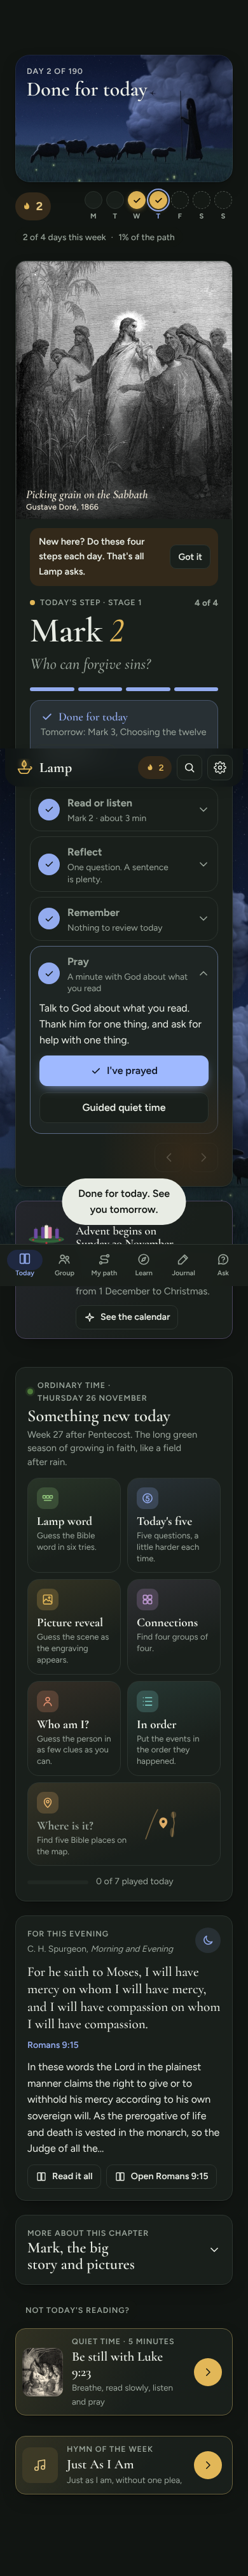 DAY 2 OF 190
Done for today
2
M T W T F S S
2 of 4 days this week · 1% of the path
Picking grain on the Sabbath
Gustave Doré, 1866
New here? Do these four
steps each day. That's all
Lamp asks.
Got it
TODAY'S STEP · STAGE 1
4 of 4
Mark 2
Who can forgive sins?
Done for today
Tomorrow: Mark 3, Choosing the twelve
Lamp
2
Read or listen
Mark 2 · about 3 min
Reflect
One question. A sentence
is plenty.
Remember
Nothing to review today
Pray
A minute with God about what
you read
Talk to God about what you read.
Thank him for one thing, and ask for
help with one thing.
I've prayed
Guided quiet time
Done for today. See
you tomorrow.
Advent begins on
Sunday 29 November
Today
Group
My path
Learn
Journal
Ask
from 1 December to Christmas.
See the calendar
ORDINARY TIME ·
THURSDAY 26 NOVEMBER
Something new today
Week 27 after Pentecost. The long green
season of growing in faith, like a field
after rain.
Lamp word
Guess the Bible
word in six tries.
Today's five
Five questions, a
little harder each
time.
Picture reveal
Guess the scene as
the engraving
appears.
Connections
Find four groups of
four.
Who am I?
Guess the person in
as few clues as you
can.
In order
Put the events in
the order they
happened.
Where is it?
Find five Bible places on
the map.
0 of 7 played today
FOR THIS EVENING
C. H. Spurgeon, Morning and Evening
For he saith to Moses, I will have
mercy on whom I will have mercy,
and I will have compassion on whom
I will have compassion.
Romans 9:15
In these words the Lord in the plainest
manner claims the right to give or to
withhold his mercy according to his own
sovereign will. As the prerogative of life
and death is vested in the monarch, so the
Judge of all the…
Read it all
Open Romans 9:15
MORE ABOUT THIS CHAPTER
Mark, the big
story and pictures
NOT TODAY'S READING?
QUIET TIME · 5 MINUTES
Be still with Luke
9:23
Breathe, read slowly, listen
and pray
HYMN OF THE WEEK
Just As I Am
Just as I am, without one plea,